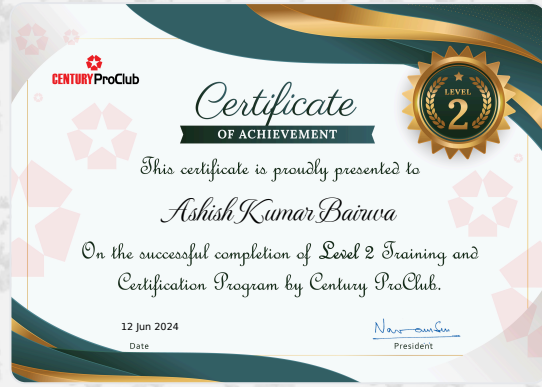 CENTURY ProClub
Certificate
OF ACHIEVEMENT
LEVEL
2
This certificate is proudly presented to
Ashish Kumar Bairwa
On the successful completion of Level 2 Training and
Certification Program by Century ProClub.
12 Jun 2024
Date
President